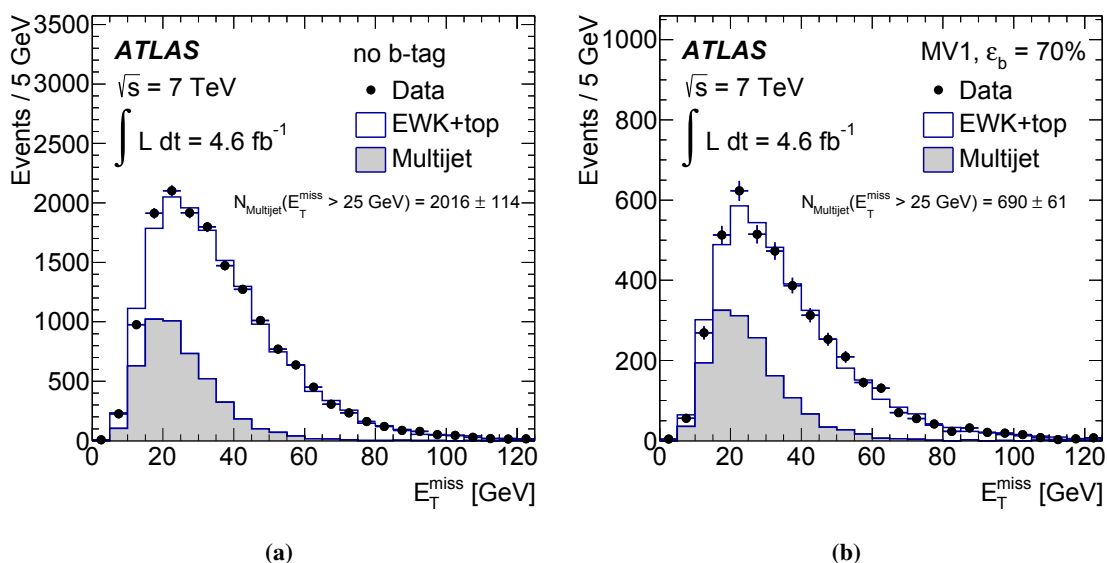 Events / 5 GeV
3500
3000
2500
2000
1500
1000
500
0
ATLAS
no b-tag
√s = 7 TeV
Data
∫ L dt = 4.6 fb⁻¹
EWK+top
Multijet
N_Multijet(E_T^miss > 25 GeV) = 2016 ± 114
0 20 40 60 80 100 120
E_T^miss [GeV]
(a)
Events / 5 GeV
1000
800
600
400
200
0
ATLAS
MV1, ε_b = 70%
√s = 7 TeV
Data
∫ L dt = 4.6 fb⁻¹
EWK+top
Multijet
N_Multijet(E_T^miss > 25 GeV) = 690 ± 61
0 20 40 60 80 100 120
E_T^miss [GeV]
(b)